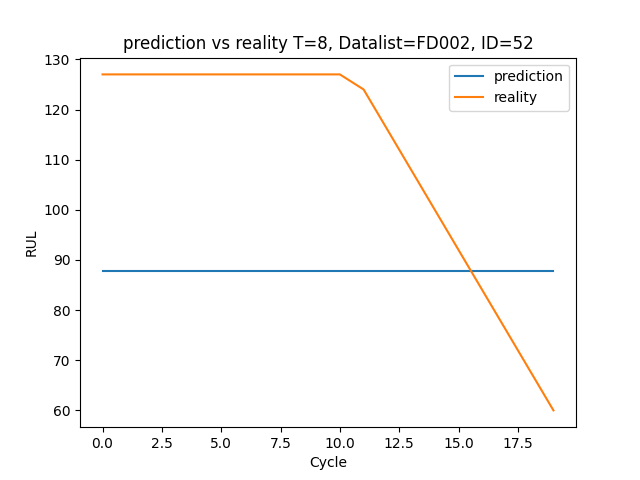 prediction vs reality T=8, Datalist=FD002, ID=52
prediction
reality
130
120
110
100
90
80
70
60
RUL
0.0 2.5 5.0 7.5 10.0 12.5 15.0 17.5
Cycle